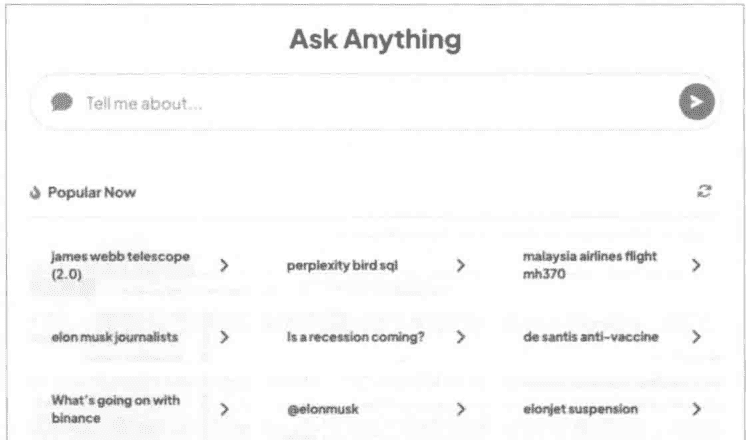 Ask Anything
Tell me about...
Popular Now
james webb telescope
(2.0)
perplexity bird sql
malaysia airlines flight
mh370
elon musk journalists
Is a recession coming?
de santis anti-vaccine
What's going on with
binance
@elonmusk
elonjet suspension